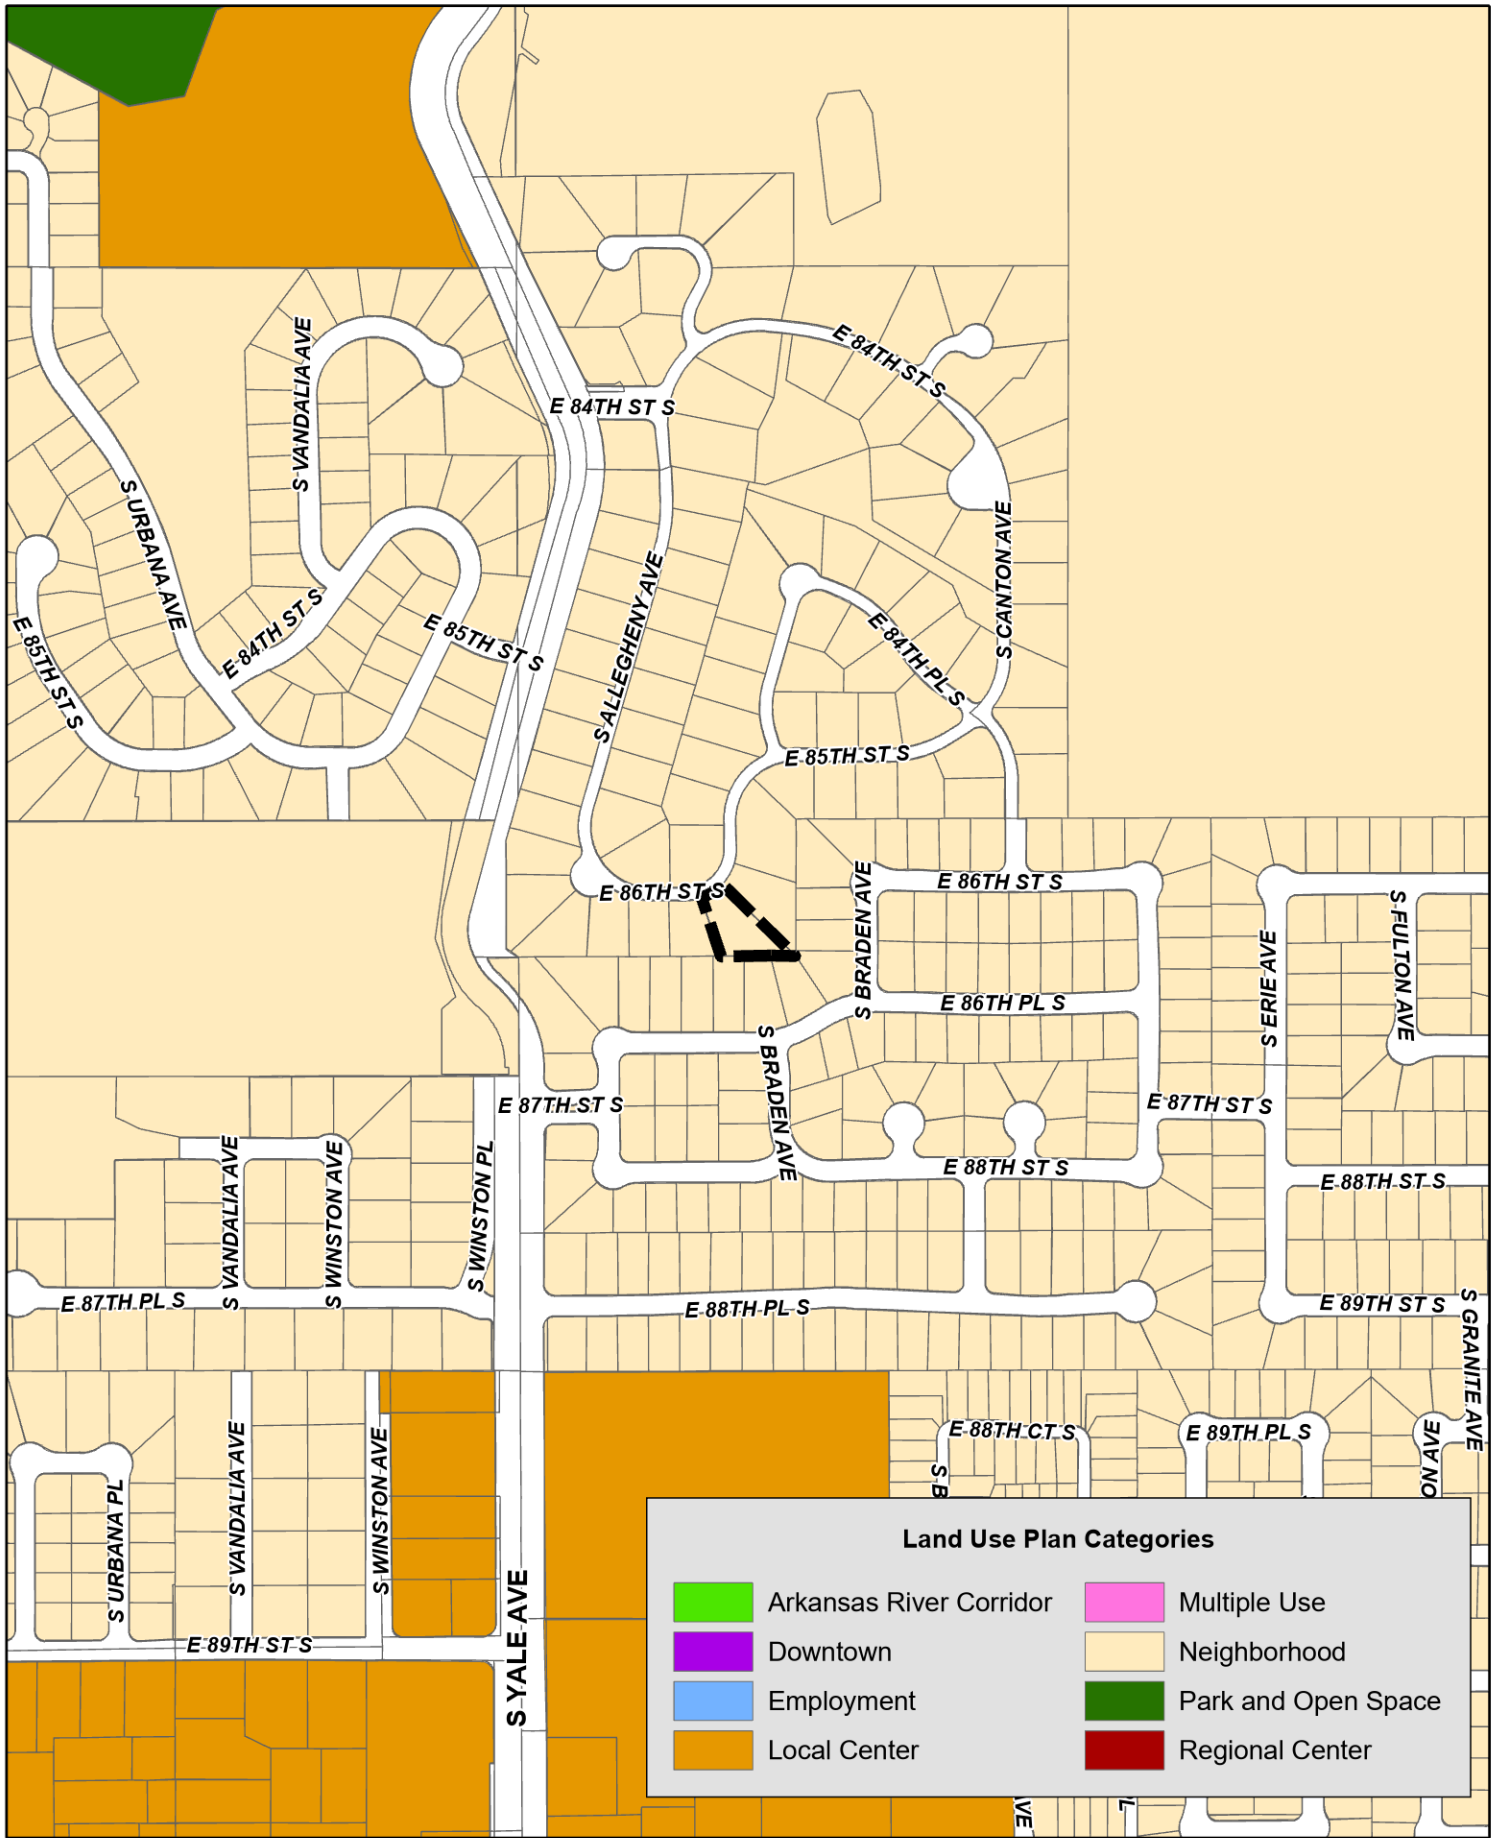 E 84TH ST S
S VANDALIA AVE
E 84TH ST S
S URBANA AVE
S CANTON AVE
S ALLEGHENY AVE
E 84TH ST S
E 85TH ST S
E 85TH ST S
E 84TH PL S
E 85TH ST S
E 86TH ST S
S BRADEN AVE
E 86TH ST S
S FULTON AVE
S ERIE AVE
E 86TH PL S
S BRADEN AVE
E 87TH ST S
E 87TH ST S
S VANDALIA AVE
S WINSTON AVE
S WINSTON PL
E 88TH ST S
E 88TH ST S
E 87TH PL S
E 88TH PL S
E 89TH ST S
S GRANITE AVE
S VANDALIA AVE
S WINSTON AVE
E 88TH CT S
E 89TH PL S
ON AVE
S B
S URBANA PL
E 89TH ST S
S YALE AVE
Land Use Plan Categories
Arkansas River Corridor
Multiple Use
Downtown
Neighborhood
Employment
Park and Open Space
Local Center
Regional Center
AVE
PL